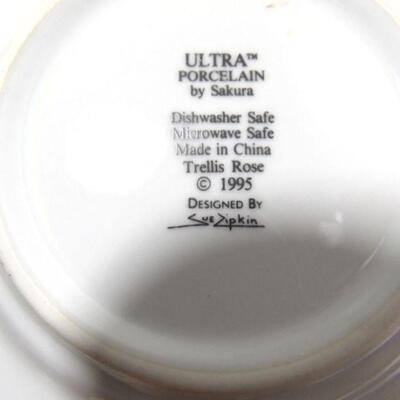 ULTRA™
PORCELAIN
by Sakura
Dishwasher Safe
Microwave Safe
Made in China
Trellis Rose
© 1995
DESIGNED BY
Sue Zipkin